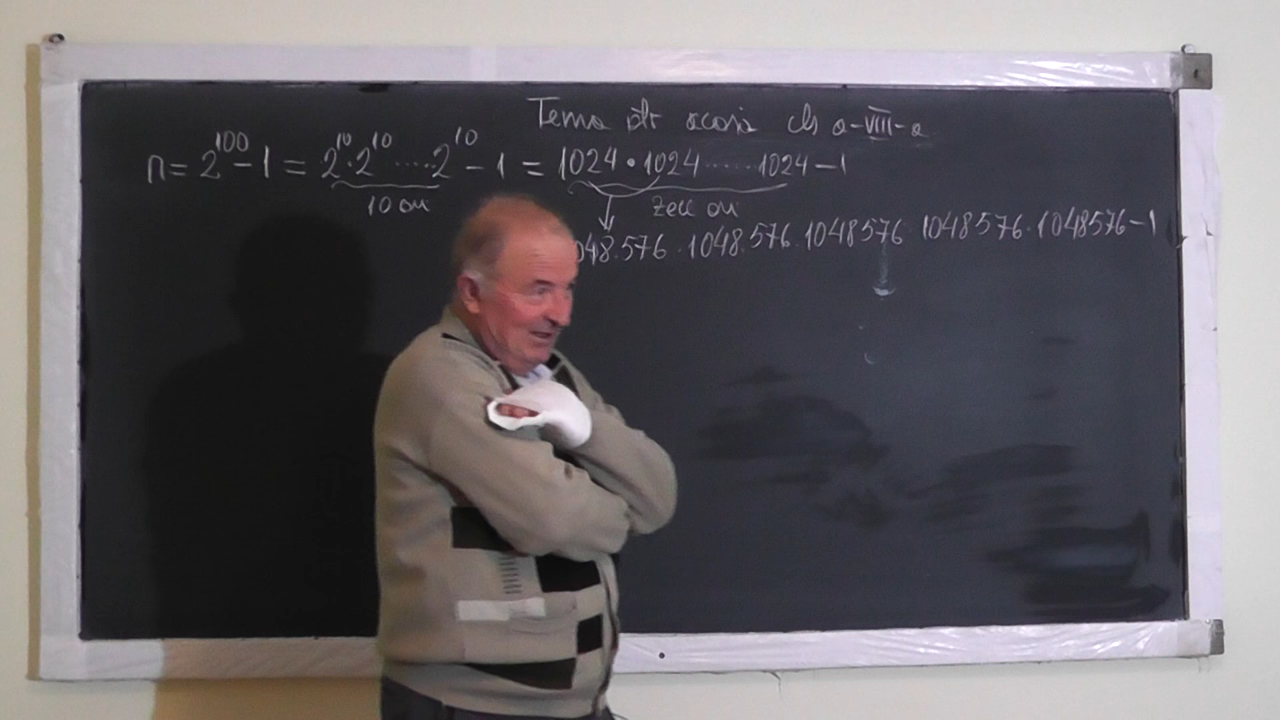 Tema ptr acasă cls a-VIII-a
n = 2^100 - 1 = 2^10 · 2^10 ····· 2^10 - 1 = 1024 · 1024 ······ 1024 - 1
10 ori zece ori
048.576 · 1048.576 · 1048576 1048576 · 1048576 - 1